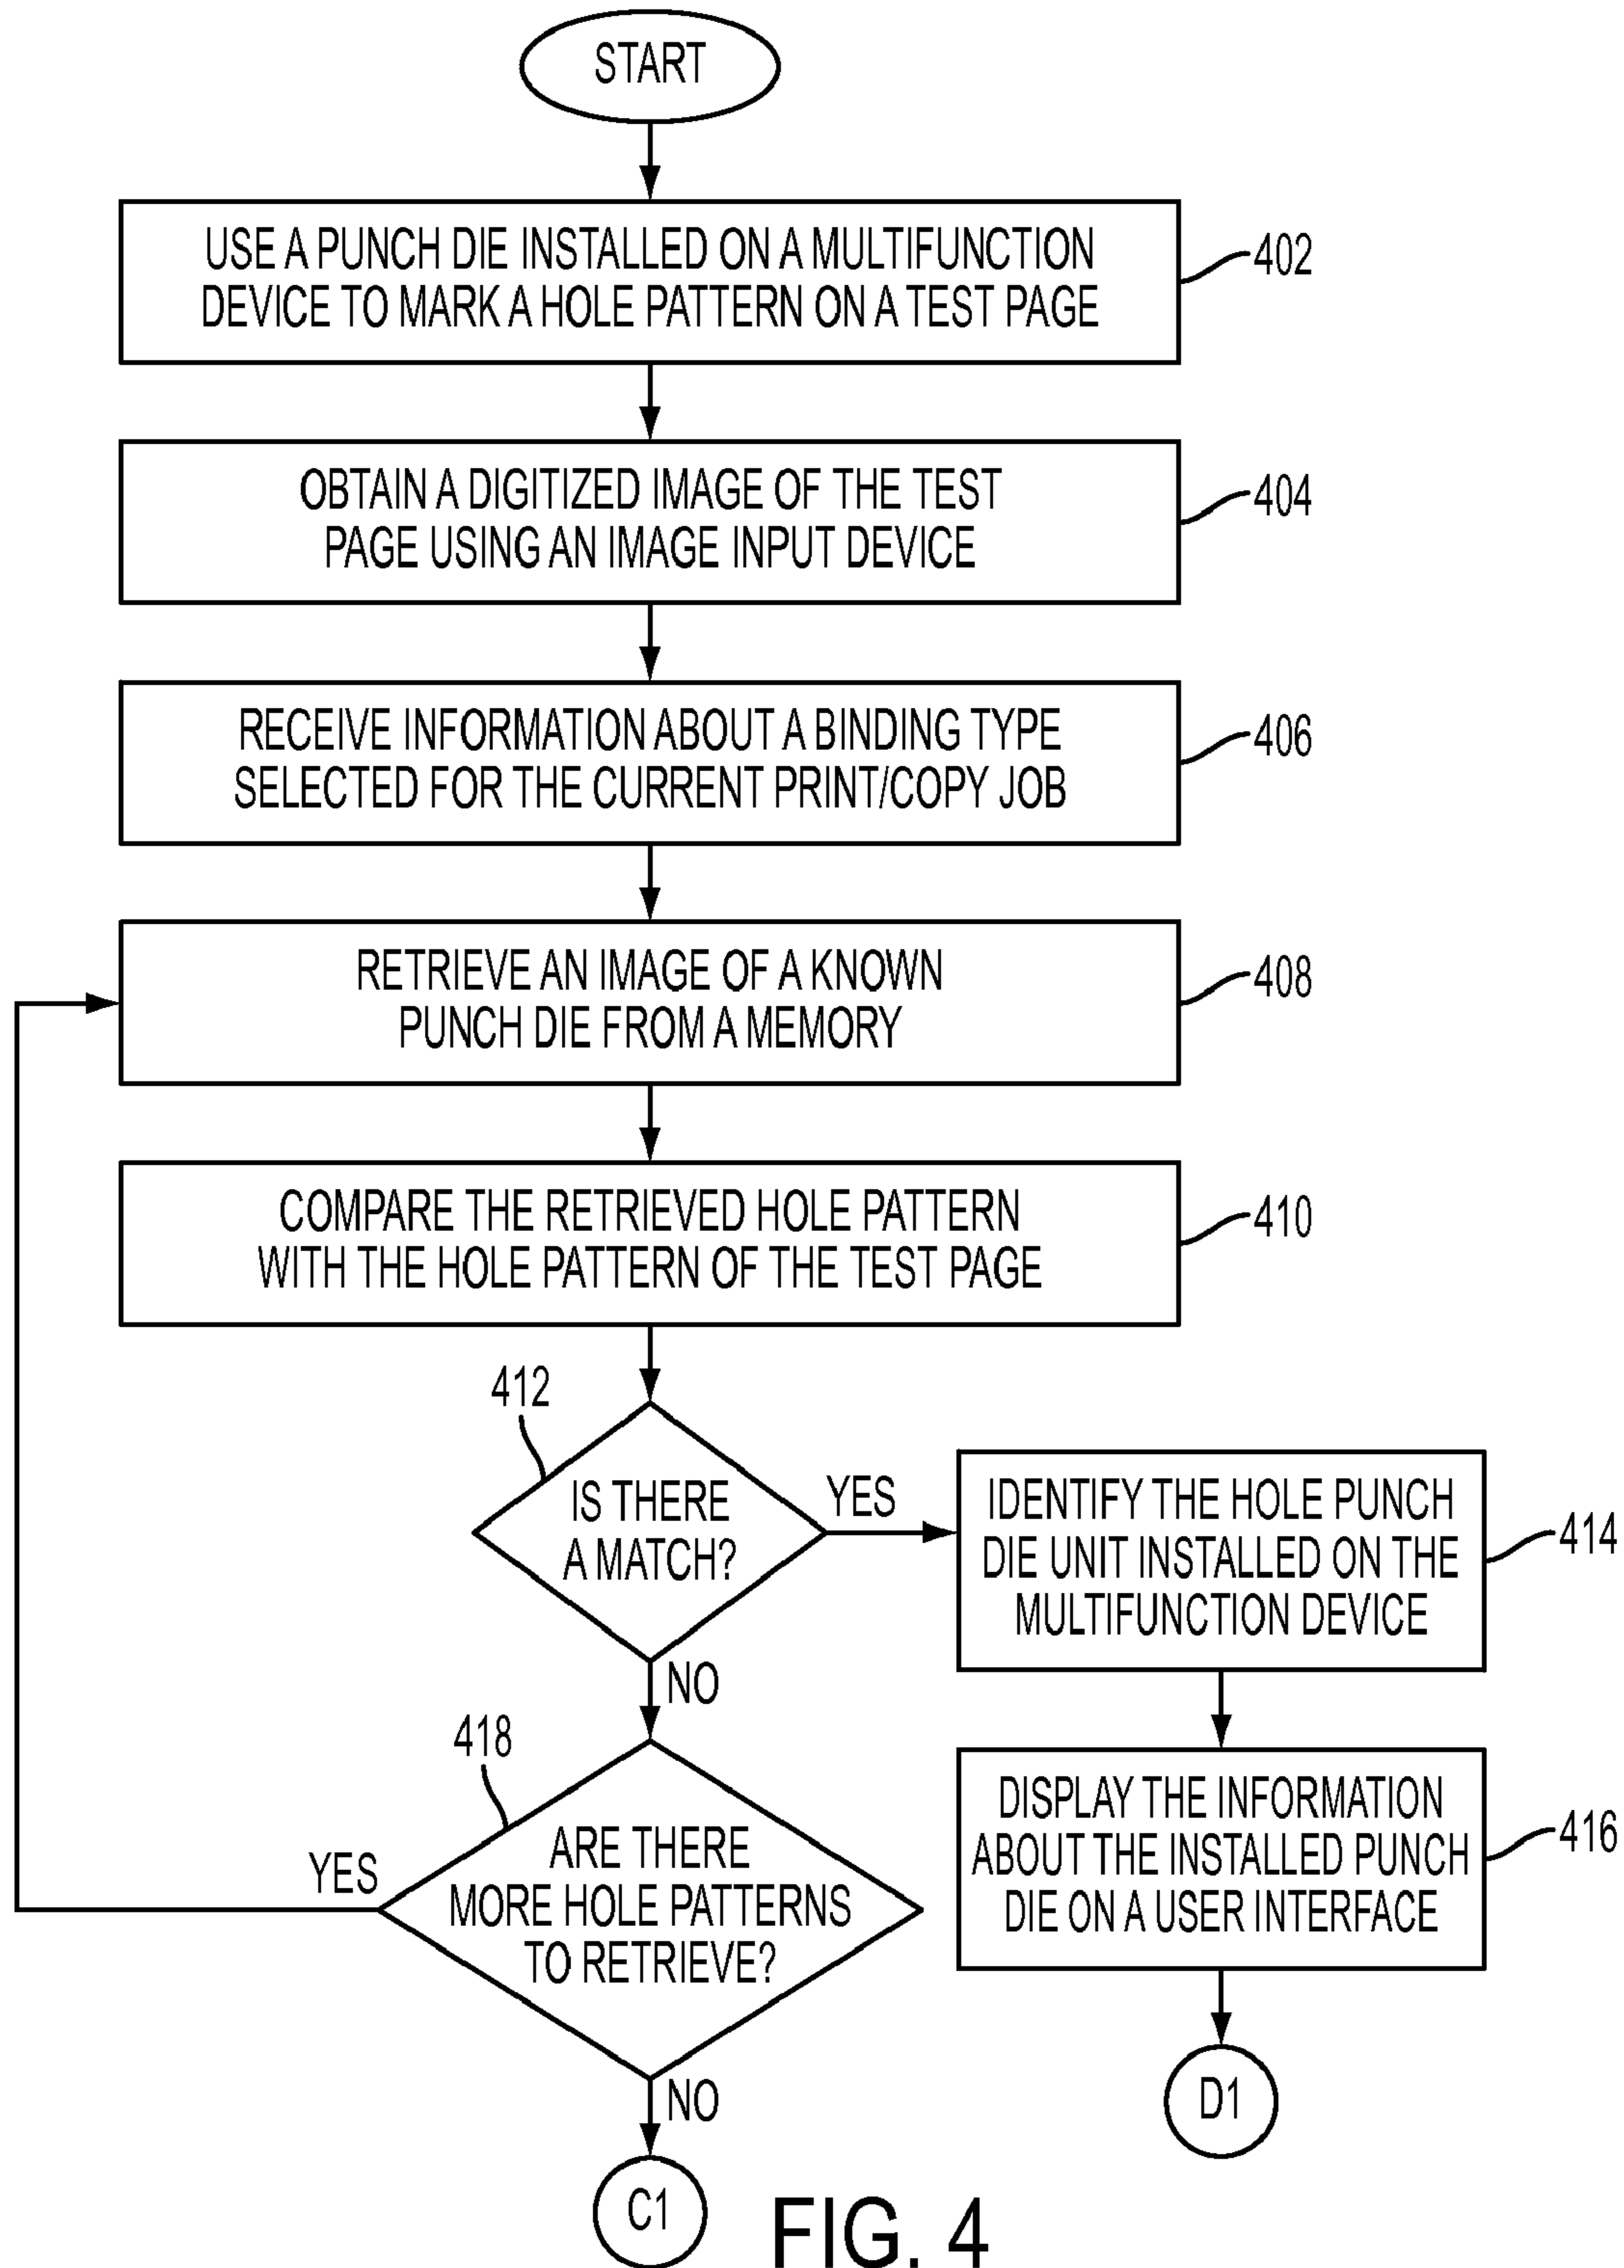 START
USE A PUNCH DIE INSTALLED ON A MULTIFUNCTION
DEVICE TO MARK A HOLE PATTERN ON A TEST PAGE
402
OBTAIN A DIGITIZED IMAGE OF THE TEST
PAGE USING AN IMAGE INPUT DEVICE
404
RECEIVE INFORMATION ABOUT A BINDING TYPE
SELECTED FOR THE CURRENT PRINT/COPY JOB
406
RETRIEVE AN IMAGE OF A KNOWN
PUNCH DIE FROM A MEMORY
408
COMPARE THE RETRIEVED HOLE PATTERN
WITH THE HOLE PATTERN OF THE TEST PAGE
410
412
IS THERE
A MATCH?
YES
NO
IDENTIFY THE HOLE PUNCH
DIE UNIT INSTALLED ON THE
MULTIFUNCTION DEVICE
414
DISPLAY THE INFORMATION
ABOUT THE INSTALLED PUNCH
DIE ON A USER INTERFACE
416
D1
418
ARE THERE
MORE HOLE PATTERNS
TO RETRIEVE?
YES
NO
C1
FIG. 4